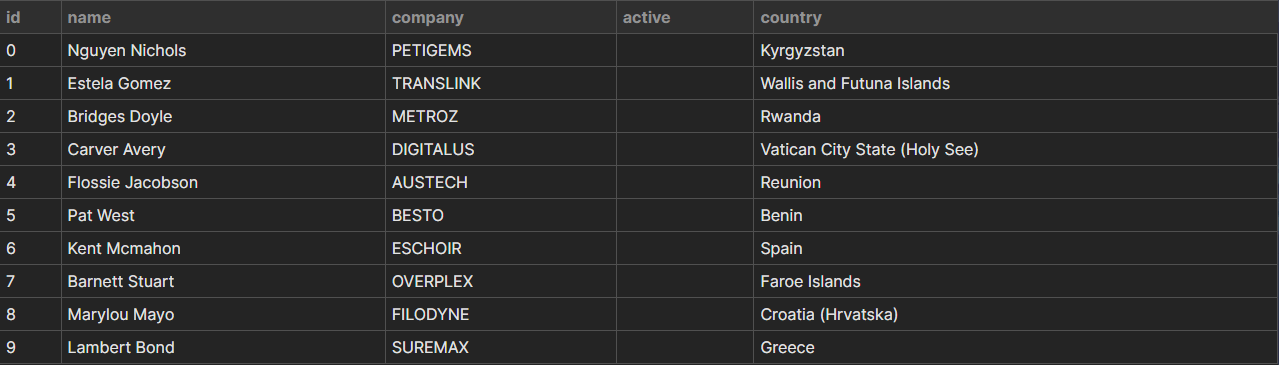 id name company active country
0 Nguyen Nichols PETIGEMS Kyrgyzstan
1 Estela Gomez TRANSLINK Wallis and Futuna Islands
2 Bridges Doyle METROZ Rwanda
3 Carver Avery DIGITALUS Vatican City State (Holy See)
4 Flossie Jacobson AUSTECH Reunion
5 Pat West BESTO Benin
6 Kent Mcmahon ESCHOIR Spain
7 Barnett Stuart OVERPLEX Faroe Islands
8 Marylou Mayo FILODYNE Croatia (Hrvatska)
9 Lambert Bond SUREMAX Greece